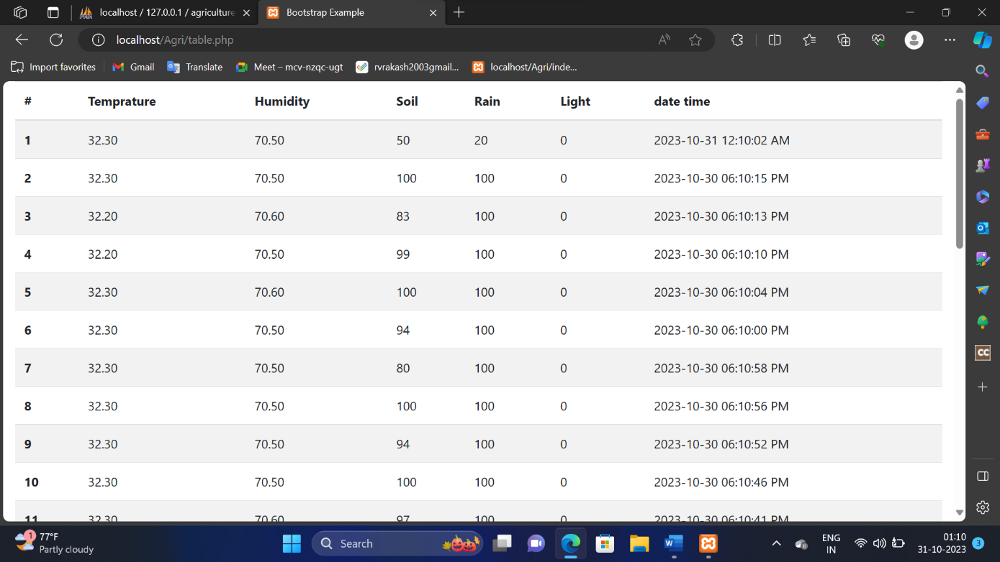 localhost / 127.0.0.1 / agriculture
Bootstrap Example
localhost/Agri/table.php
Import favorites
Gmail
Translate
Meet – mcv-nzqc-ugt
rvrakash2003gmail...
localhost/Agri/inde...
# Temprature Humidity Soil Rain Light date time
1 32.30 70.50 50 20 0 2023-10-31 12:10:02 AM
2 32.30 70.50 100 100 0 2023-10-30 06:10:15 PM
3 32.20 70.60 83 100 0 2023-10-30 06:10:13 PM
4 32.20 70.50 99 100 0 2023-10-30 06:10:10 PM
5 32.30 70.60 100 100 0 2023-10-30 06:10:04 PM
6 32.30 70.50 94 100 0 2023-10-30 06:10:00 PM
7 32.30 70.50 80 100 0 2023-10-30 06:10:58 PM
8 32.30 70.50 100 100 0 2023-10-30 06:10:56 PM
9 32.30 70.50 94 100 0 2023-10-30 06:10:52 PM
10 32.30 70.50 100 100 0 2023-10-30 06:10:46 PM
11 32.30 70.60 97 100 0 2023-10-30 06:10:41 PM
CC
1
77°F
Partly cloudy
Search
ENG
IN
01:10
31-10-2023
3